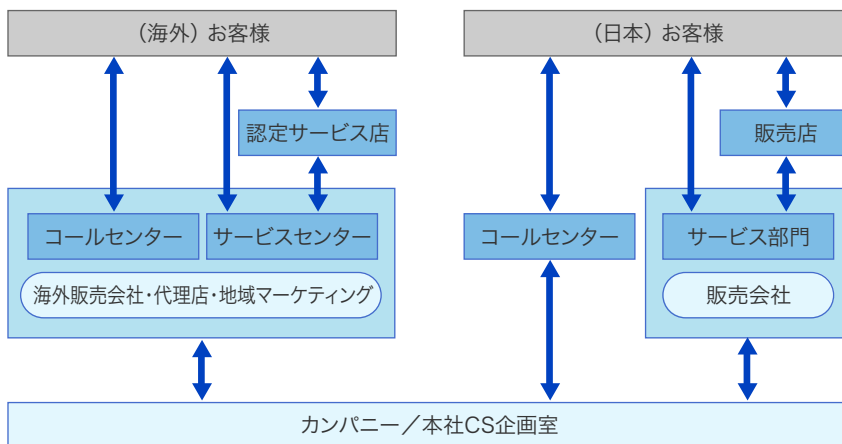 （海外）お客様
（日本）お客様
認定サービス店
販売店
コールセンター
サービスセンター
コールセンター
サービス部門
海外販売会社・代理店・地域マーケティング
販売会社
カンパニー／本社CS企画室